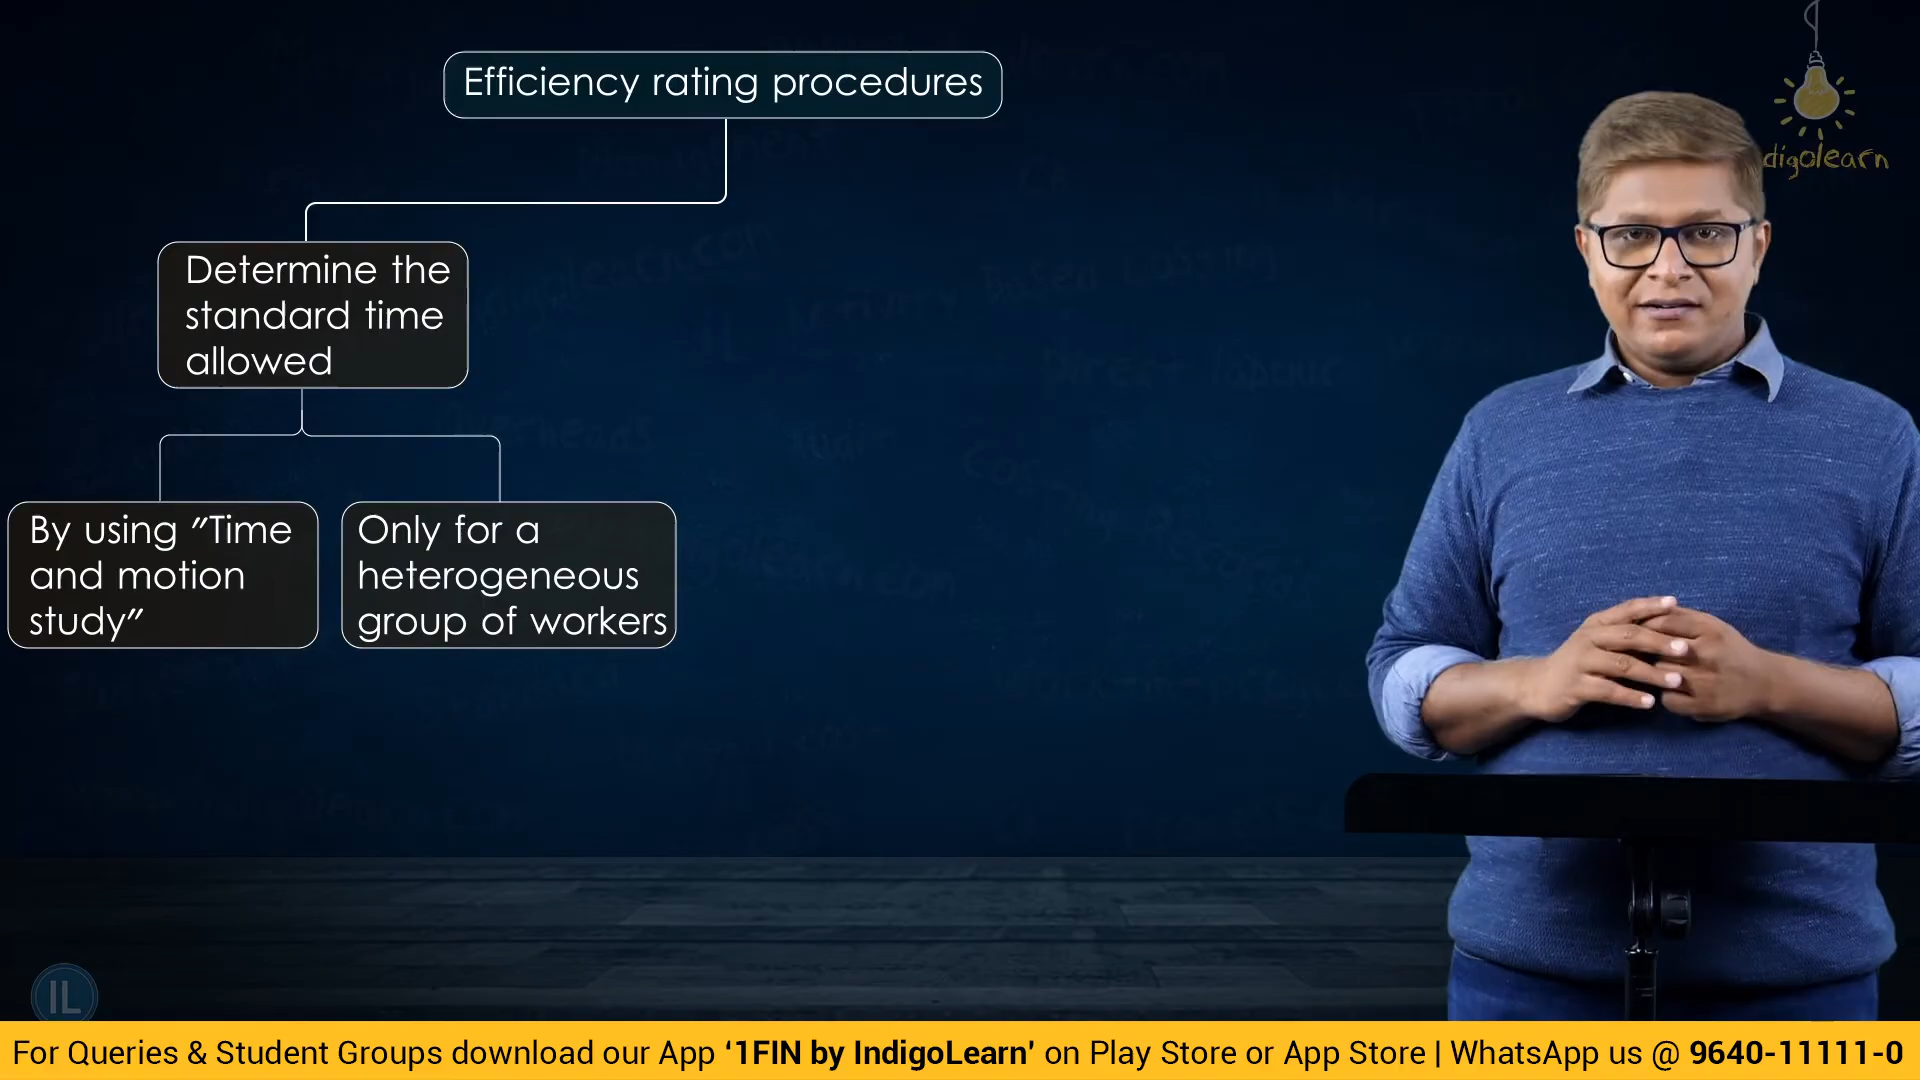 Efficiency rating procedures
digolearn
Determine the
standard time
allowed
By using "Time
and motion
study"
Only for a
heterogeneous
group of workers
IL
For Queries & Student Groups download our App ‘1FIN by IndigoLearn’ on Play Store or App Store | WhatsApp us @ 9640-11111-0